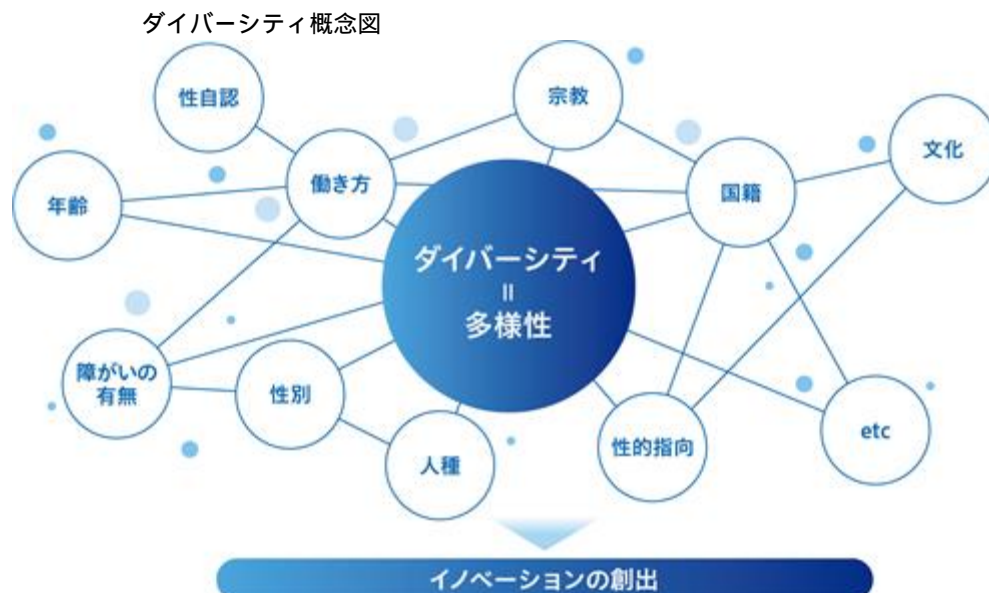 ダイバーシティ概念図
性自認
宗教
文化
働き方
国籍
年齢
ダイバーシティ
=
多様性
障がいの
有無
性別
人種
性的指向
etc
イノベーションの創出